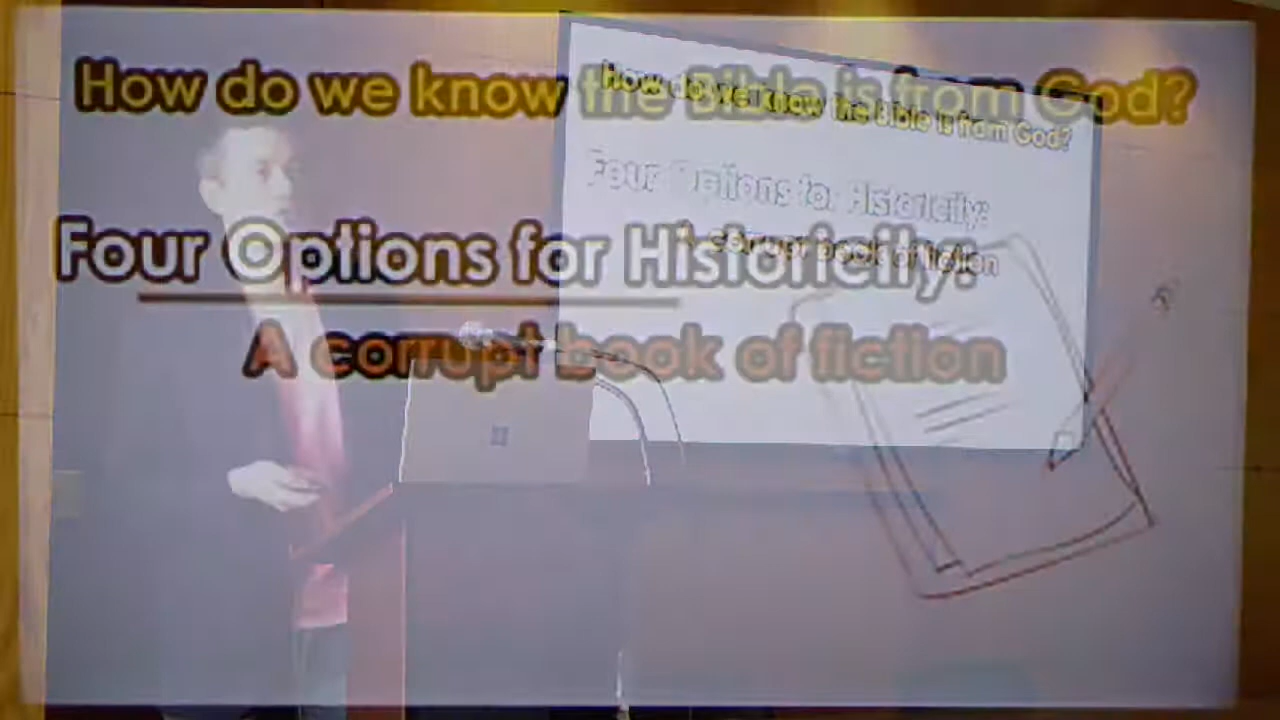 How do we know the Bible is from God?
Four Options for Historicity:
A corrupt book of fiction
How do we know the Bible is from God?
Four Options for Historicity:
A corrupt book of fiction